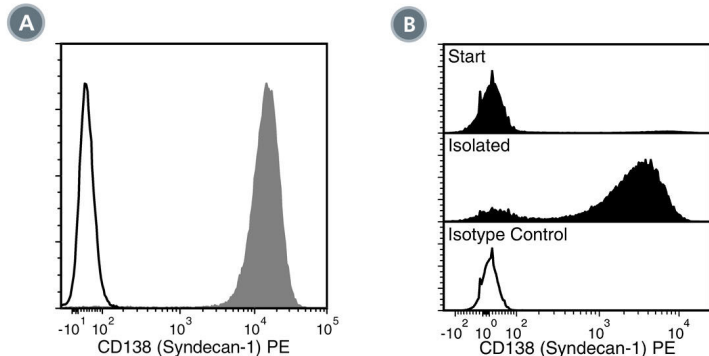 A
B
Start
Isolated
Isotype Control
-10¹ 10² 10³ 10⁴ 10⁵
-10² 10⁰ 10² 10³ 10⁴
CD138 (Syndecan-1) PE
CD138 (Syndecan-1) PE